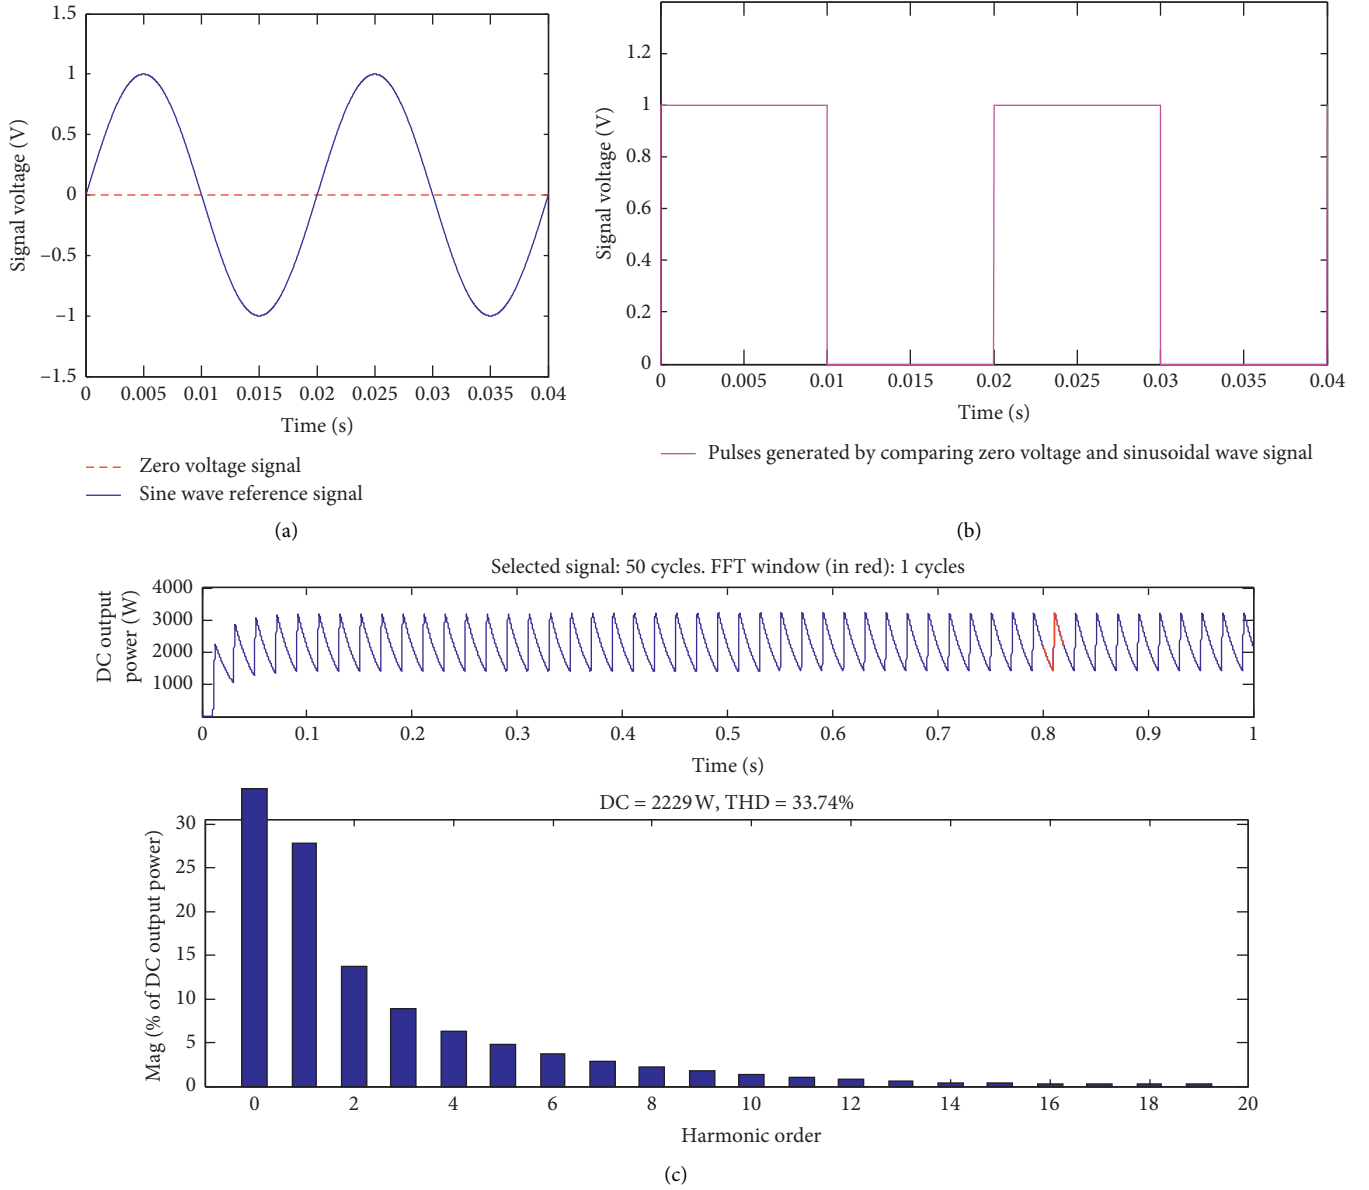 1.5
1
0.5
0
−0.5
−1
−1.5
Signal voltage (V)
0 0.005 0.01 0.015 0.02 0.025 0.03 0.035 0.04
Time (s)
Zero voltage signal
Sine wave reference signal
(a)
1.2
1
0.8
0.6
0.4
0.2
0
Signal voltage (V)
0 0.005 0.01 0.015 0.02 0.025 0.03 0.035 0.04
Time (s)
Pulses generated by comparing zero voltage and sinusoidal wave signal
(b)
Selected signal: 50 cycles. FFT window (in red): 1 cycles
4000
3000
2000
1000
DC output
power (W)
0 0.1 0.2 0.3 0.4 0.5 0.6 0.7 0.8 0.9 1
Time (s)
DC = 2229 W, THD = 33.74%
30
25
20
15
10
5
0
Mag (% of DC output power)
0 2 4 6 8 10 12 14 16 18 20
Harmonic order
(c)